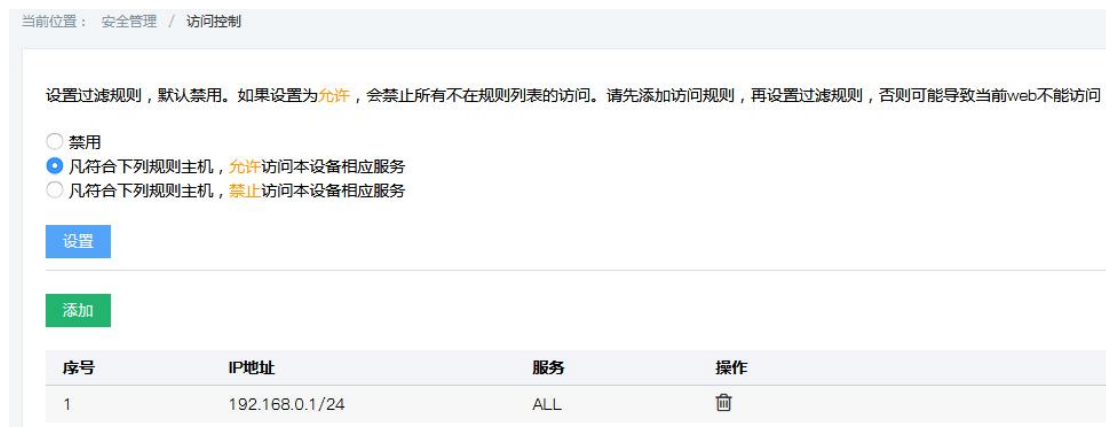 当前位置： 安全管理 / 访问控制
设置过滤规则，默认禁用。如果设置为允许，会禁止所有不在规则列表的访问。请先添加访问规则，再设置过滤规则，否则可能导致当前web不能访问
禁用
凡符合下列规则主机，允许访问本设备相应服务
凡符合下列规则主机，禁止访问本设备相应服务
设置
添加
序号 IP地址 服务 操作
1 192.168.0.1/24 ALL